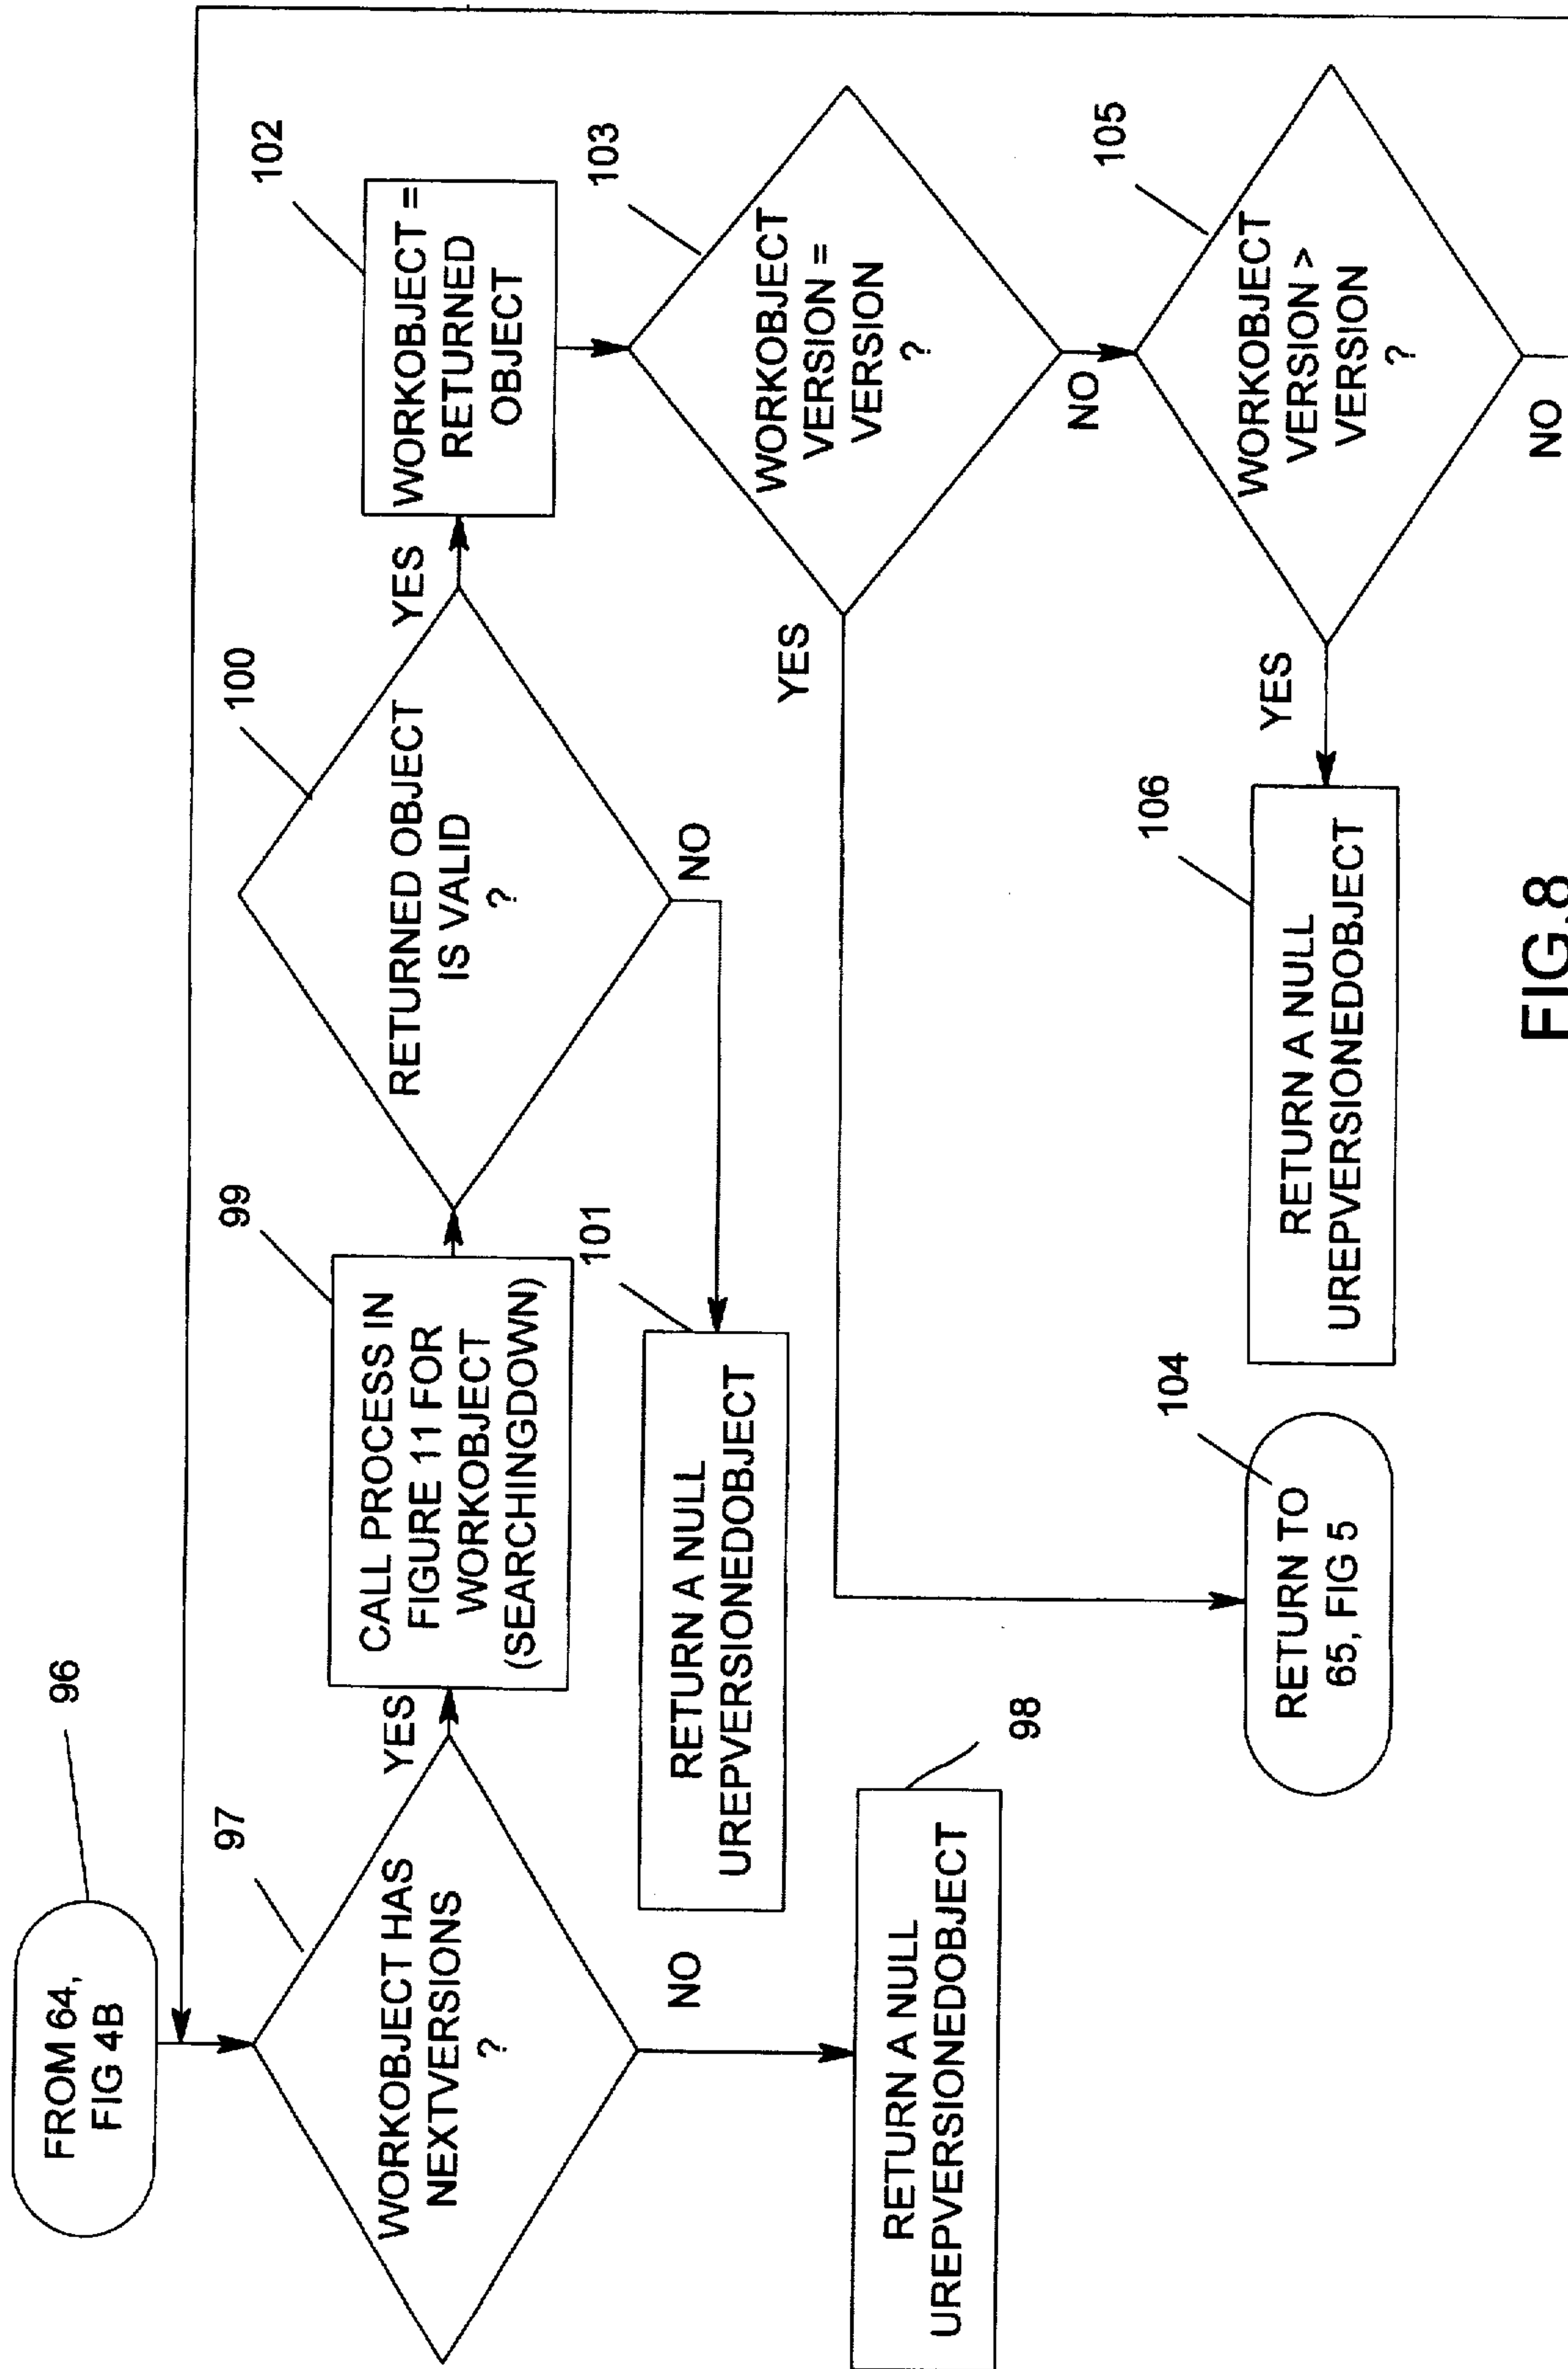 96
FROM 64,
FIG 4B
97
WORKOBJECT HAS
NEXTVERSIONS
?
YES
NO
98
RETURN A NULL
UREPVERSIONEDOBJECT
99
CALL PROCESS IN
FIGURE 11 FOR
WORKOBJECT
(SEARCHINGDOWN)
100
RETURNED OBJECT
IS VALID
?
YES
NO
101
RETURN A NULL
UREPVERSIONEDOBJECT
102
WORKOBJECT =
RETURNED
OBJECT
103
WORKOBJECT
VERSION =
VERSION
?
YES
NO
104
RETURN TO
65, FIG 5
105
WORKOBJECT
VERSION >
VERSION
?
YES
NO
106
RETURN A NULL
UREPVERSIONEDOBJECT
FIG.8